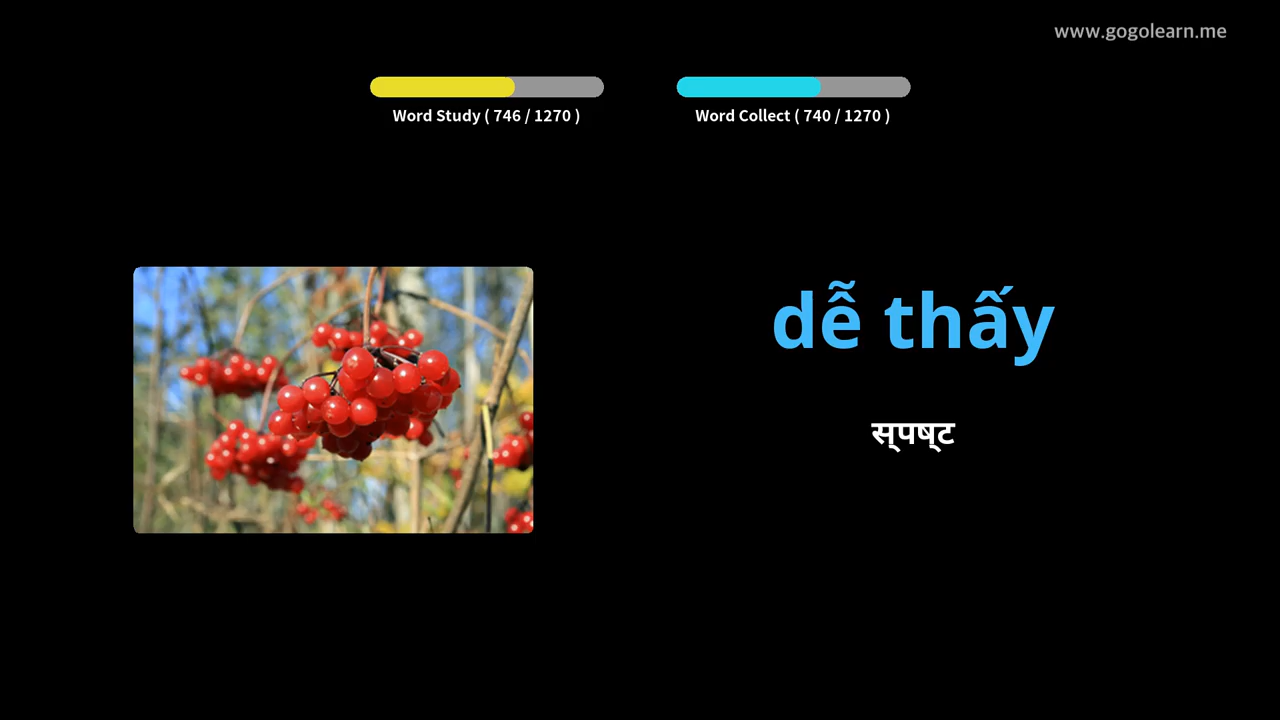 www.gogolearn.me
Word Study ( 746 / 1270 )
Word Collect ( 740 / 1270 )
dễ thấy
स्पष्ट